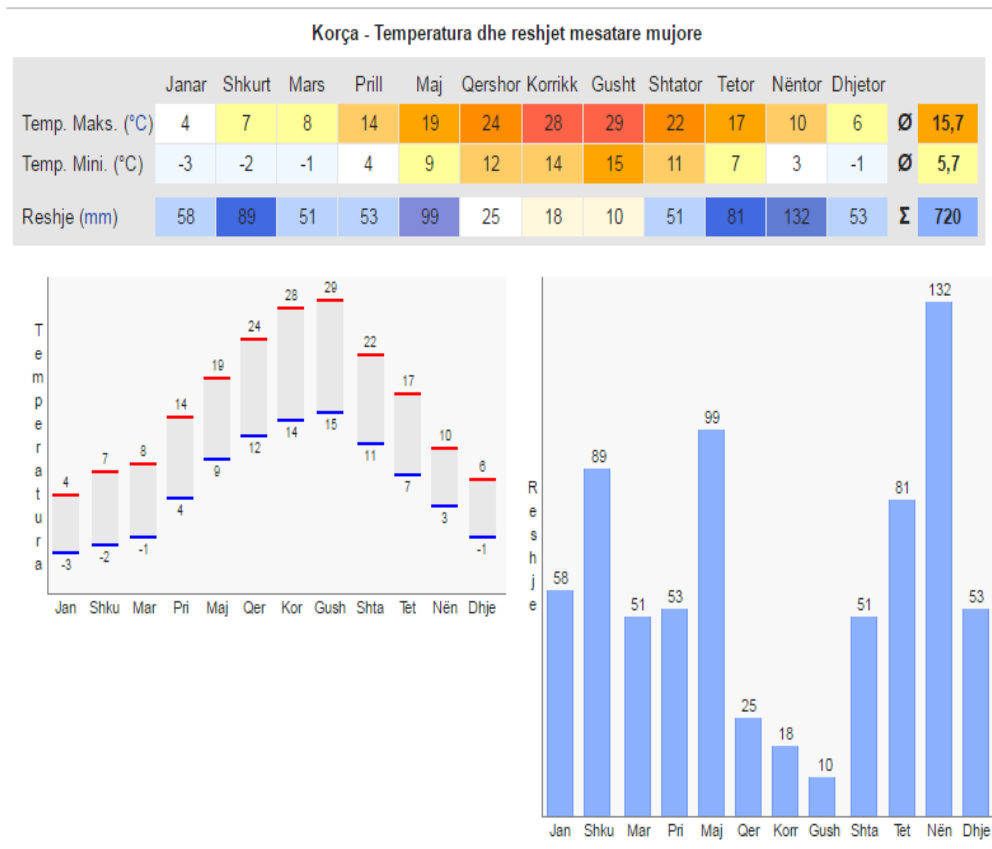 Korça - Temperatura dhe reshjet mesatare mujore
Janar Shkurt Mars Prill Maj Qershor Korrikk Gusht Shtator Tetor Nëntor Dhjetor
Temp. Maks. (°C) 4 7 8 14 19 24 28 29 22 17 10 6 Ø 15,7
Temp. Mini. (°C) -3 -2 -1 4 9 12 14 15 11 7 3 -1 Ø 5,7
Reshje (mm) 58 89 51 53 99 25 18 10 51 81 132 53 Σ 720
Temperatura
4 7 8 14 19 24 28 29 22 17 10 6
-3 -2 -1 4 9 12 14 15 11 7 3 -1
Jan Shku Mar Pri Maj Qer Kor Gush Shta Tet Nën Dhje
Reshje
58 89 51 53 99 25 18 10 51 81 132 53
Jan Shku Mar Pri Maj Qer Korr Gush Shta Tet Nën Dhje